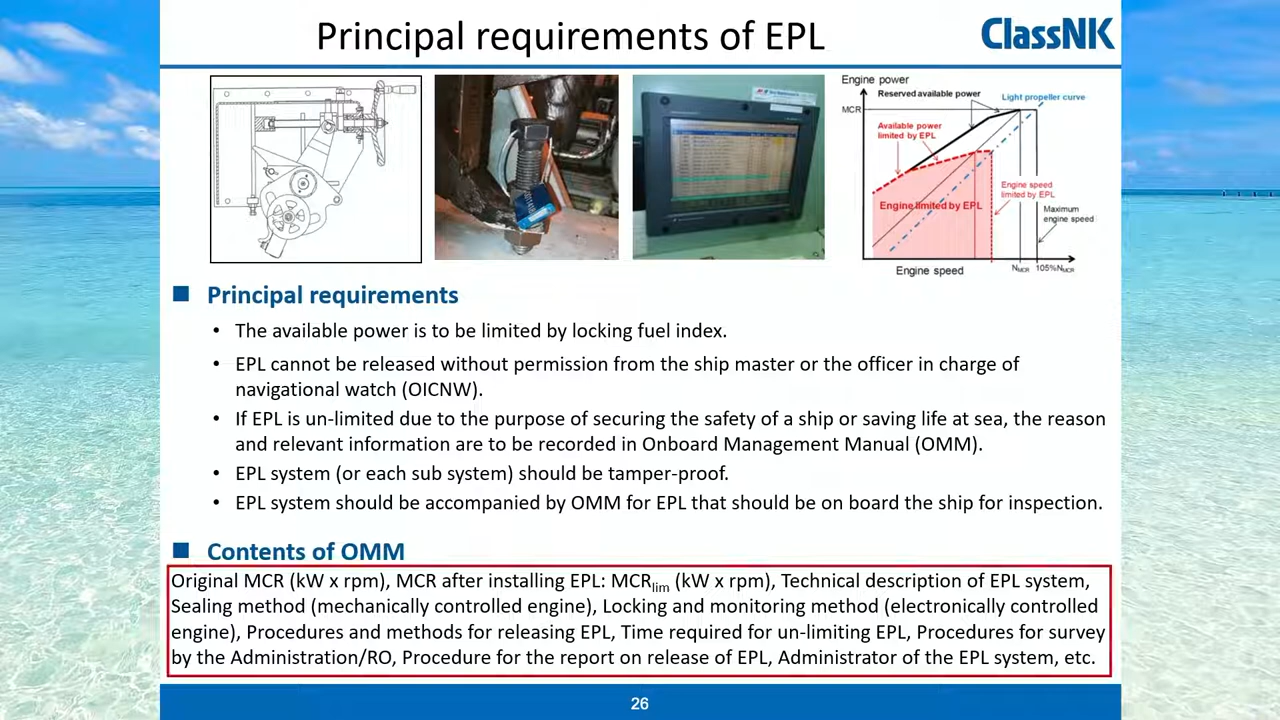 Principal requirements of EPL
ClassNK
Engine power
Reserved available power
Light propeller curve
MCR
Available power
limited by EPL
Engine speed
limited by EPL
Engine limited by EPL
Maximum
engine speed
Engine speed
NMCR
105%NMCR
■ Principal requirements
• The available power is to be limited by locking fuel index.
• EPL cannot be released without permission from the ship master or the officer in charge of
navigational watch (OICNW).
• If EPL is un-limited due to the purpose of securing the safety of a ship or saving life at sea, the reason
and relevant information are to be recorded in Onboard Management Manual (OMM).
• EPL system (or each sub system) should be tamper-proof.
• EPL system should be accompanied by OMM for EPL that should be on board the ship for inspection.
■ Contents of OMM
Original MCR (kW x rpm), MCR after installing EPL: MCRlim (kW x rpm), Technical description of EPL system,
Sealing method (mechanically controlled engine), Locking and monitoring method (electronically controlled
engine), Procedures and methods for releasing EPL, Time required for un-limiting EPL, Procedures for survey
by the Administration/RO, Procedure for the report on release of EPL, Administrator of the EPL system, etc.
26